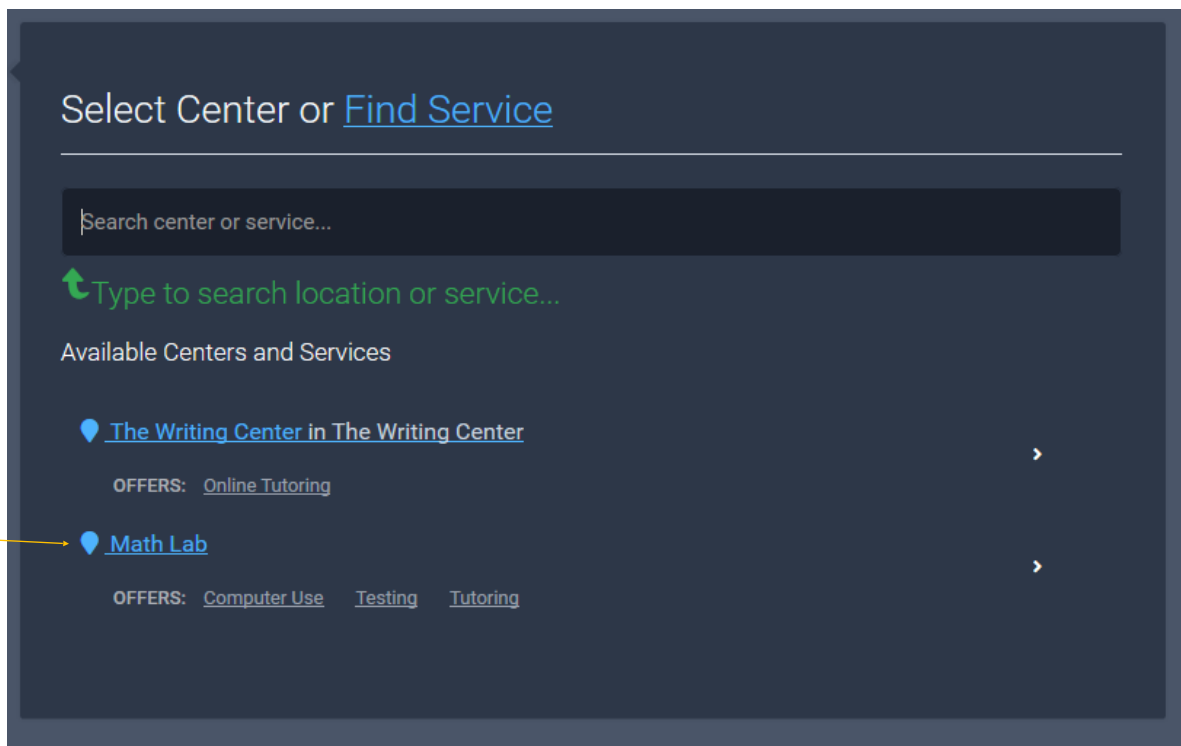 Select Center or Find Service
Search center or service...
Type to search location or service...
Available Centers and Services
The Writing Center in The Writing Center
OFFERS: Online Tutoring
Math Lab
OFFERS: Computer Use Testing Tutoring